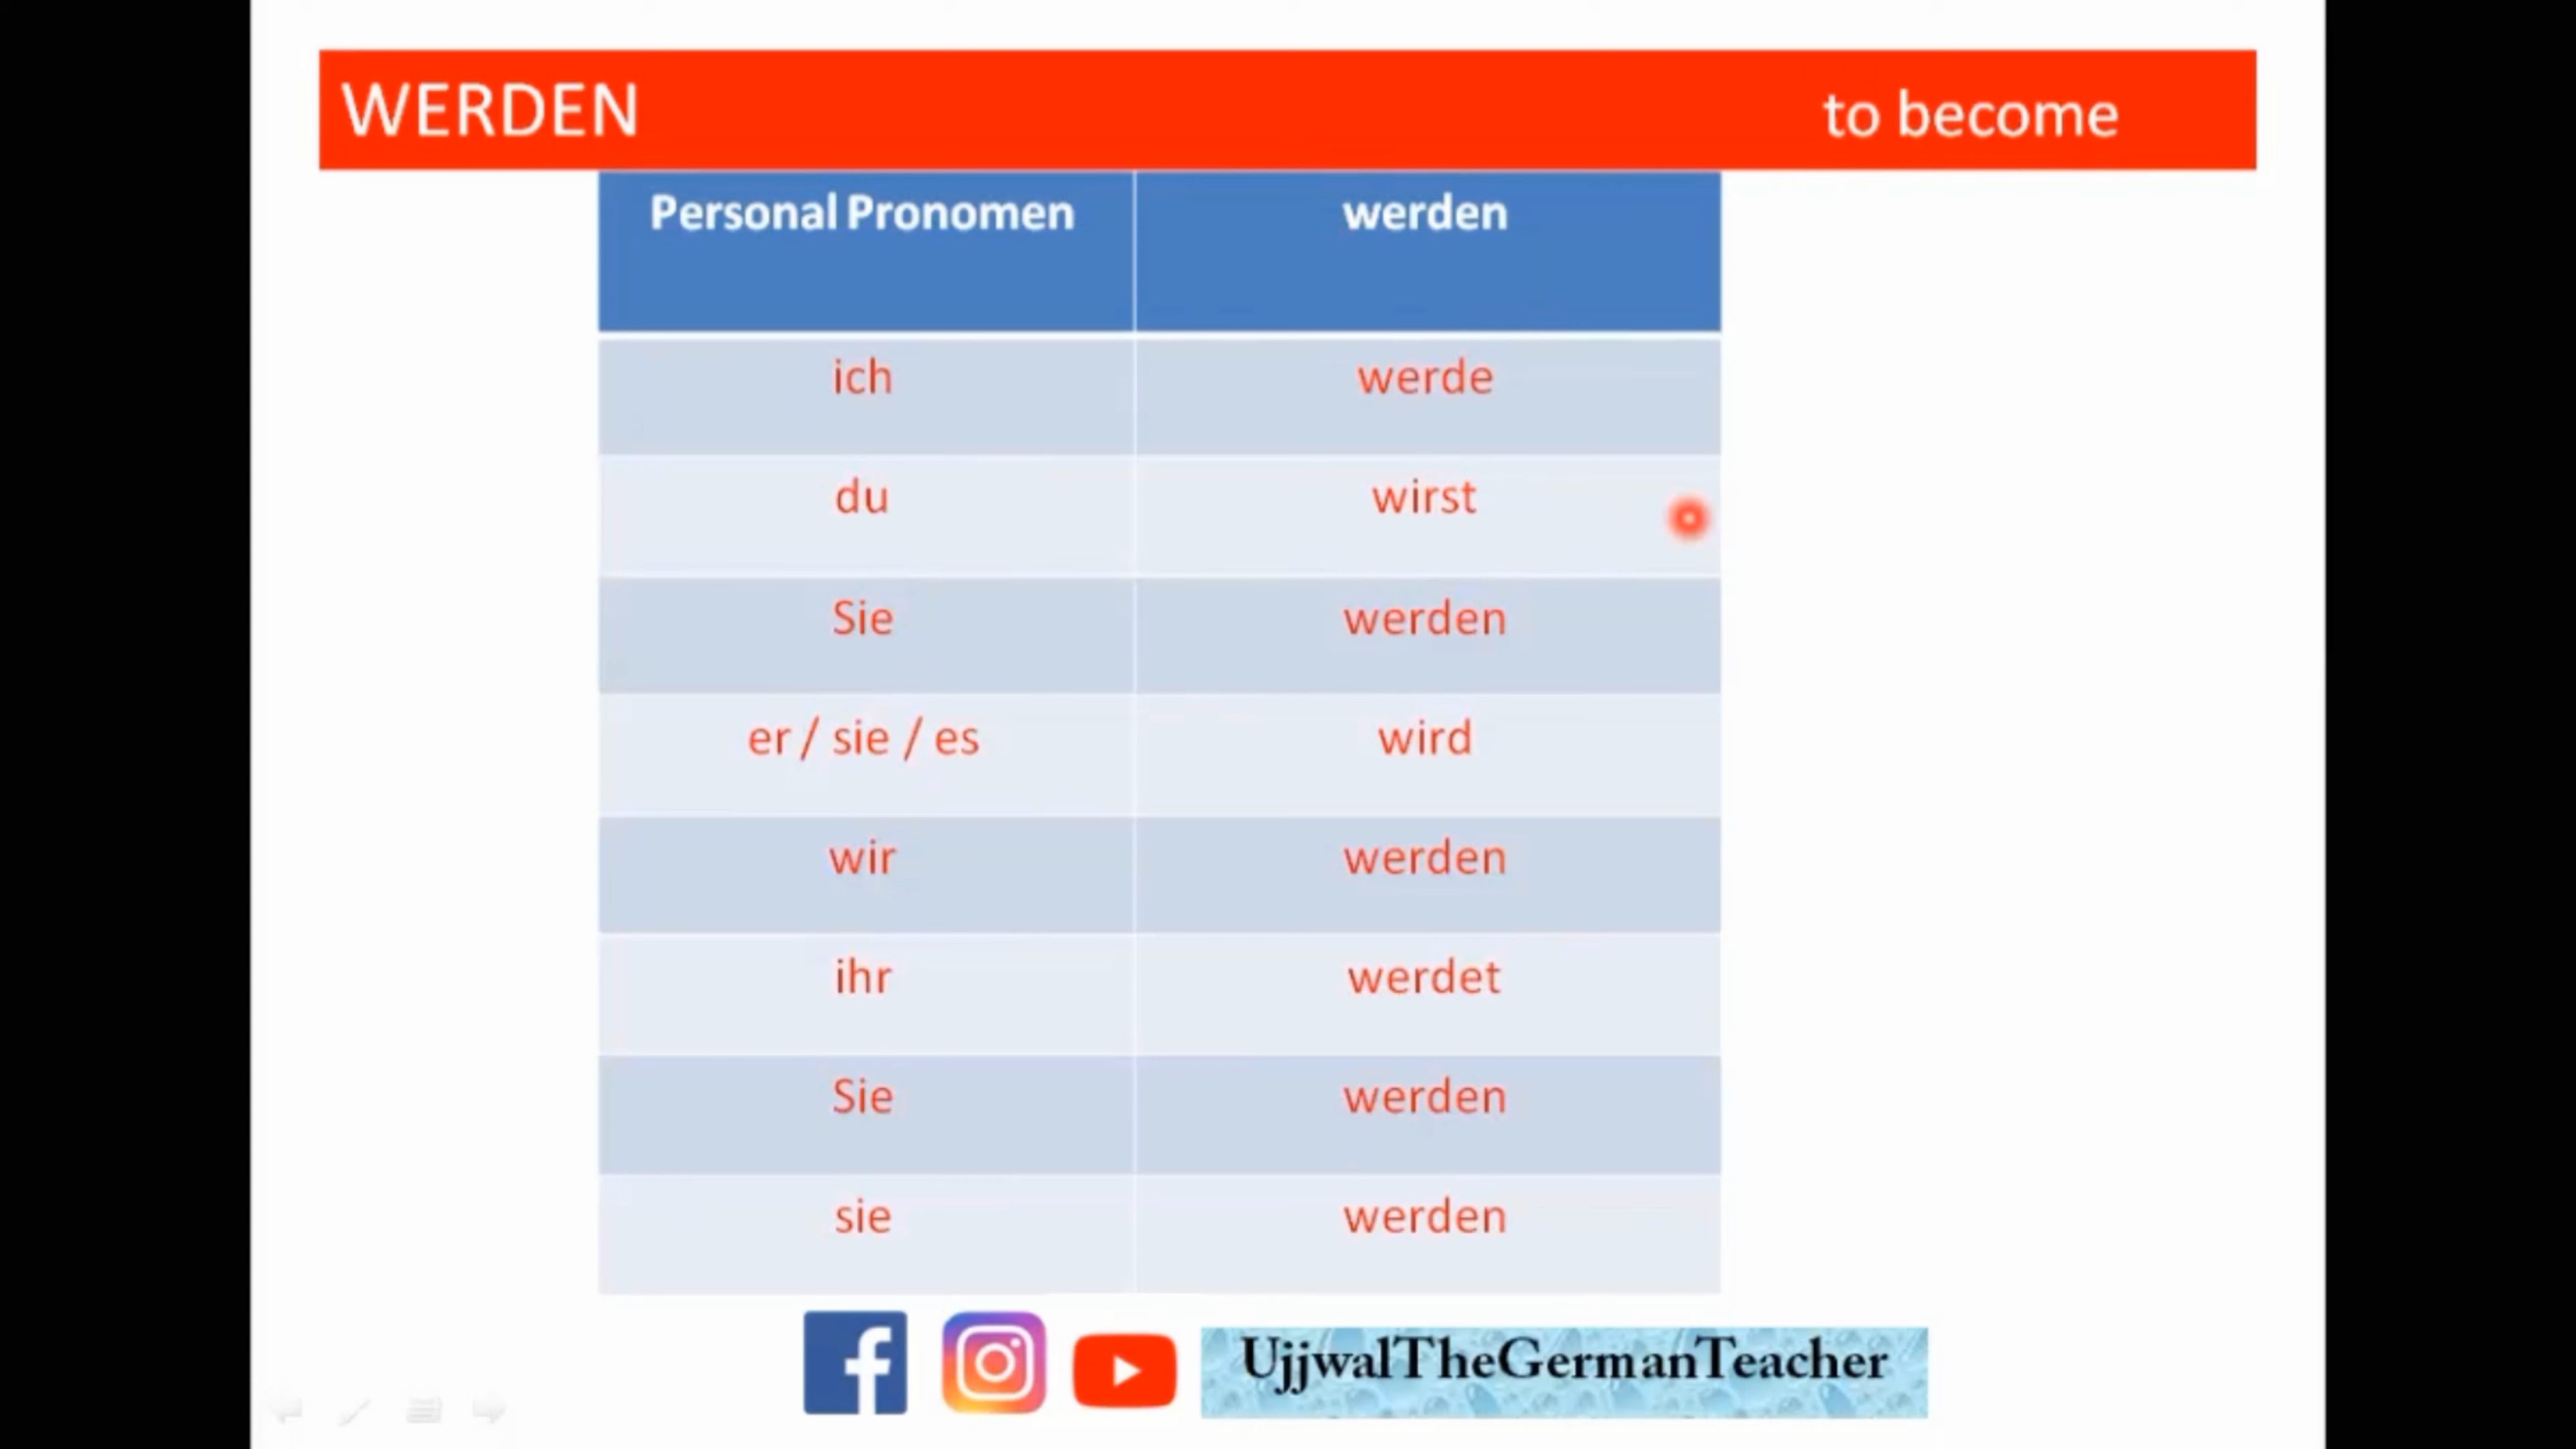 WERDEN to become
Personal Pronomen werden
ich werde
du wirst
Sie werden
er / sie / es wird
wir werden
ihr werdet
Sie werden
sie werden
UjjwalTheGermanTeacher